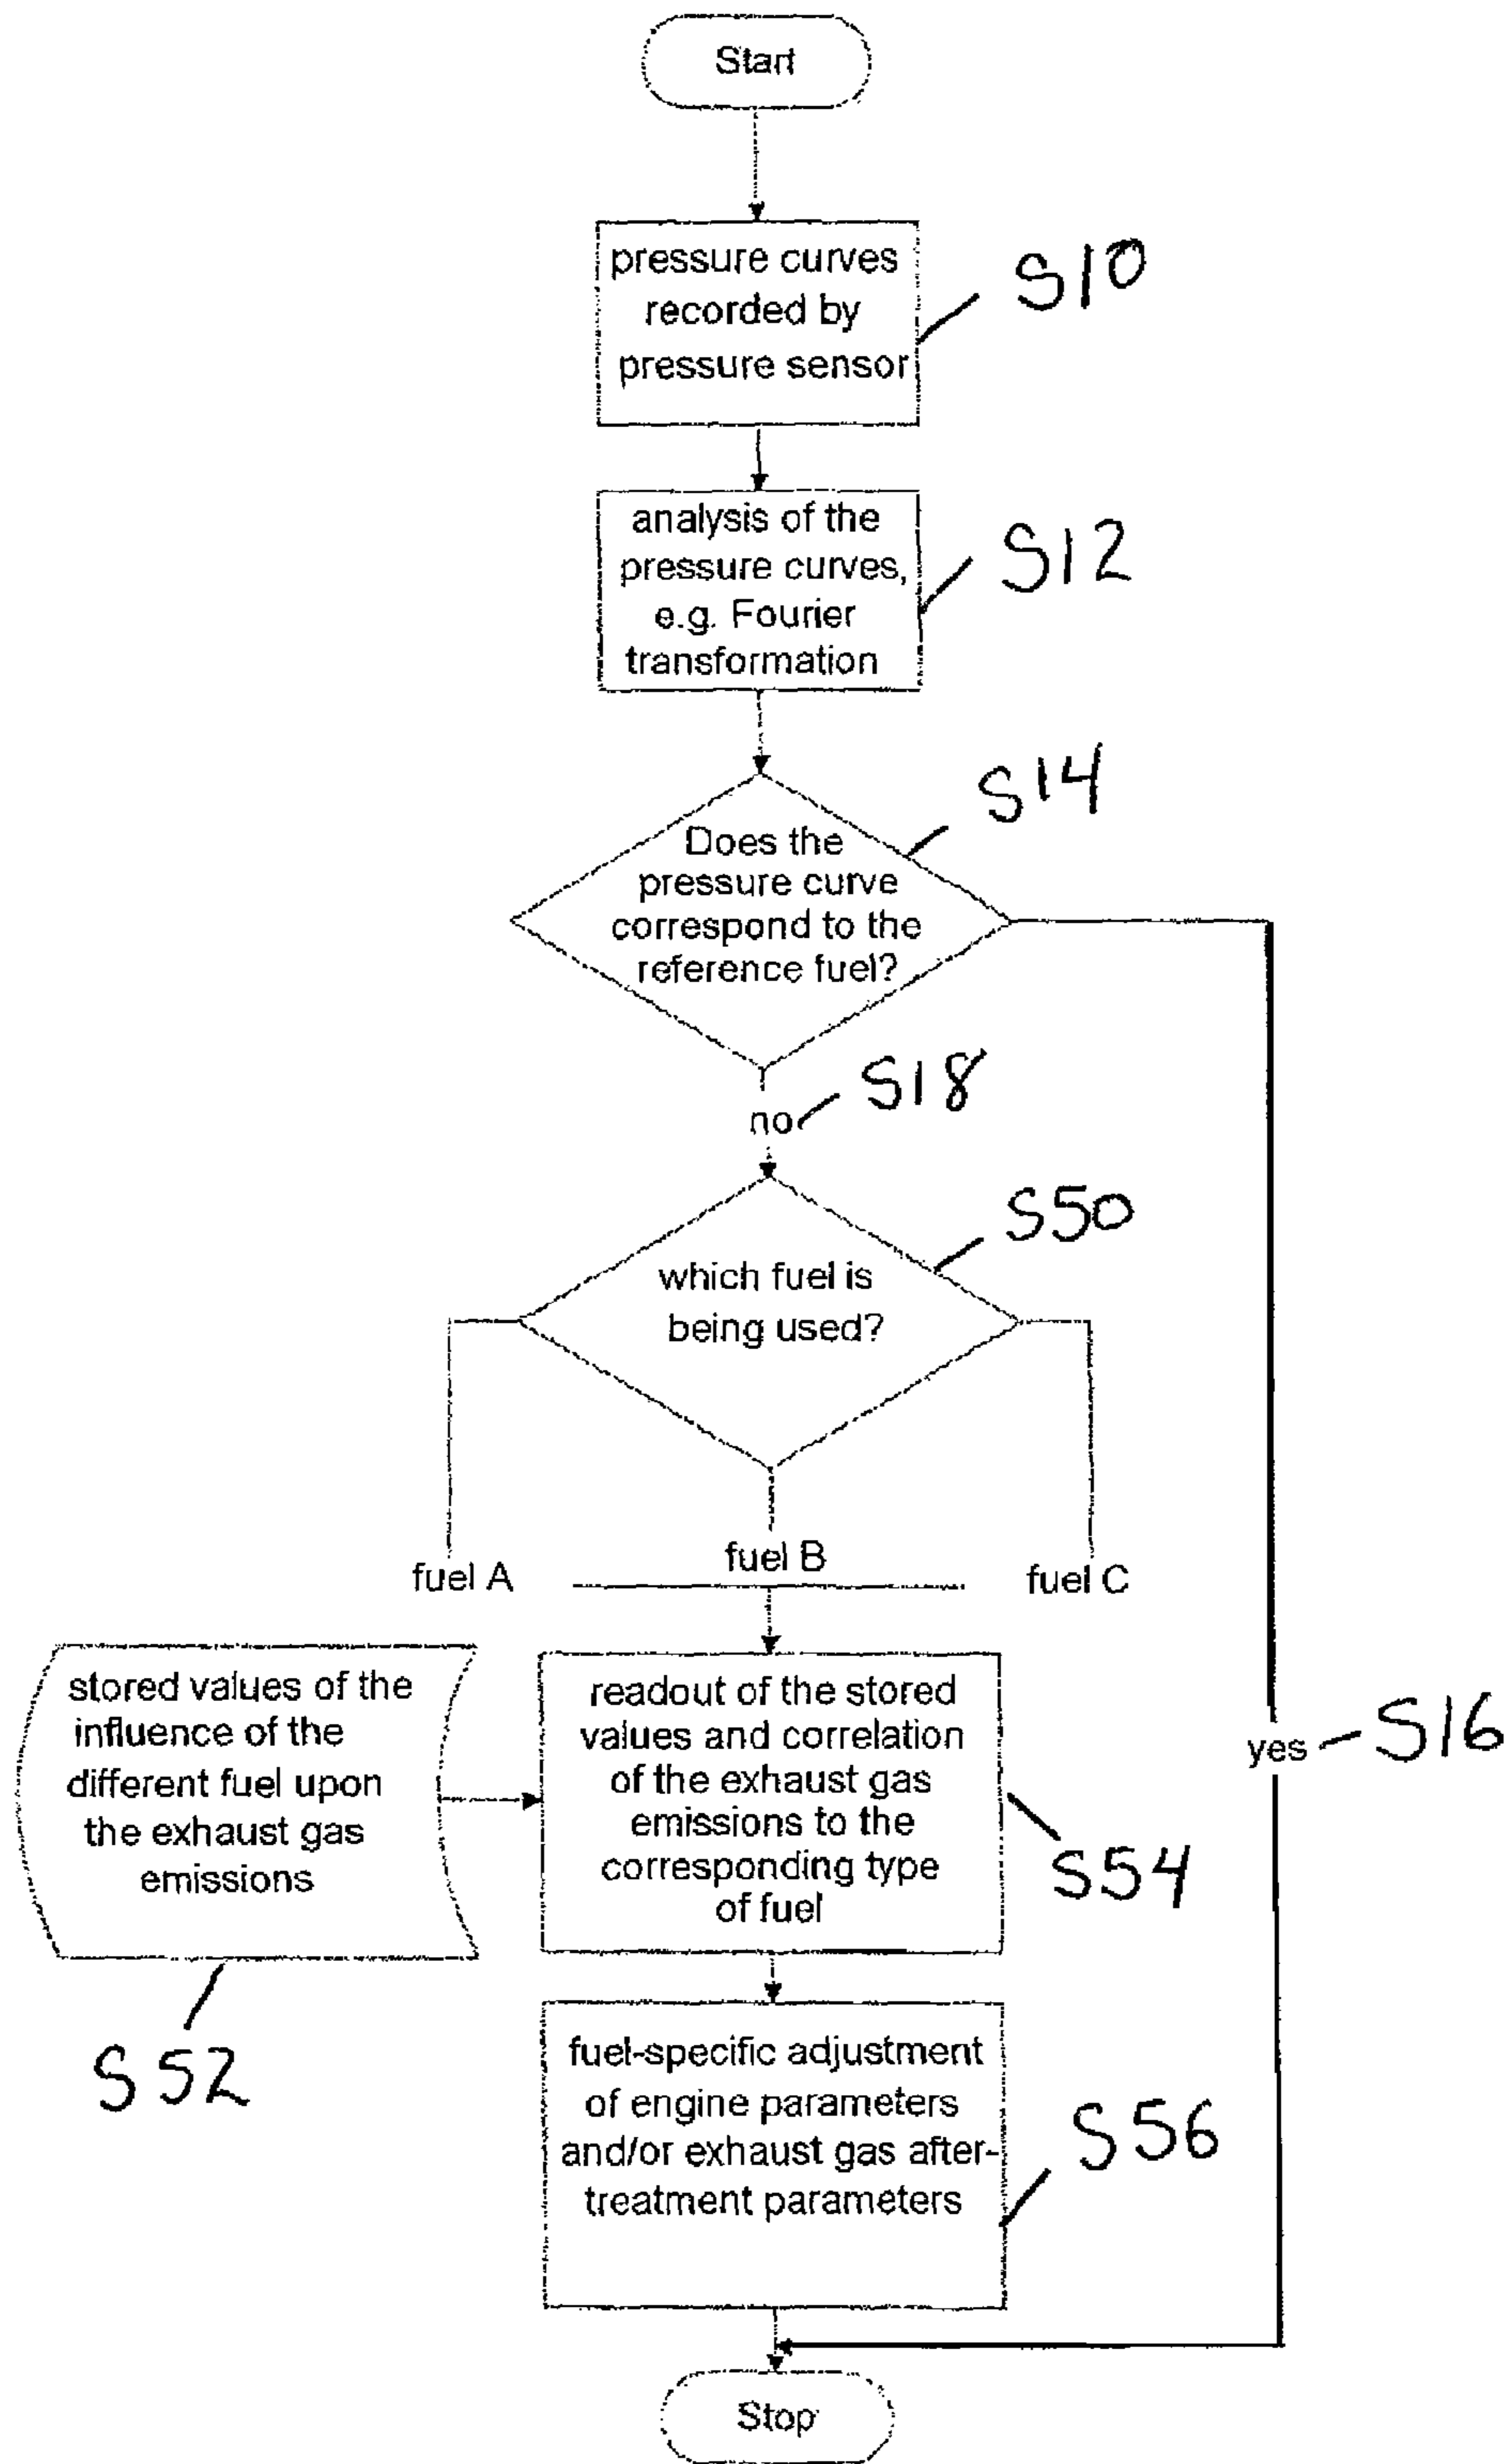 Start
pressure curves
recorded by
pressure sensor
S10
analysis of the
pressure curves,
e.g. Fourier
transformation
S12
S14
Does the
pressure curve
correspond to the
reference fuel?
S18
no
S50
which fuel is
being used?
fuel A
fuel B
fuel C
stored values of the
influence of the
different fuel upon
the exhaust gas
emissions
S52
readout of the stored
values and correlation
of the exhaust gas
emissions to the
corresponding type
of fuel
S54
yes
S16
fuel-specific adjustment
of engine parameters
and/or exhaust gas after-
treatment parameters
S56
Stop